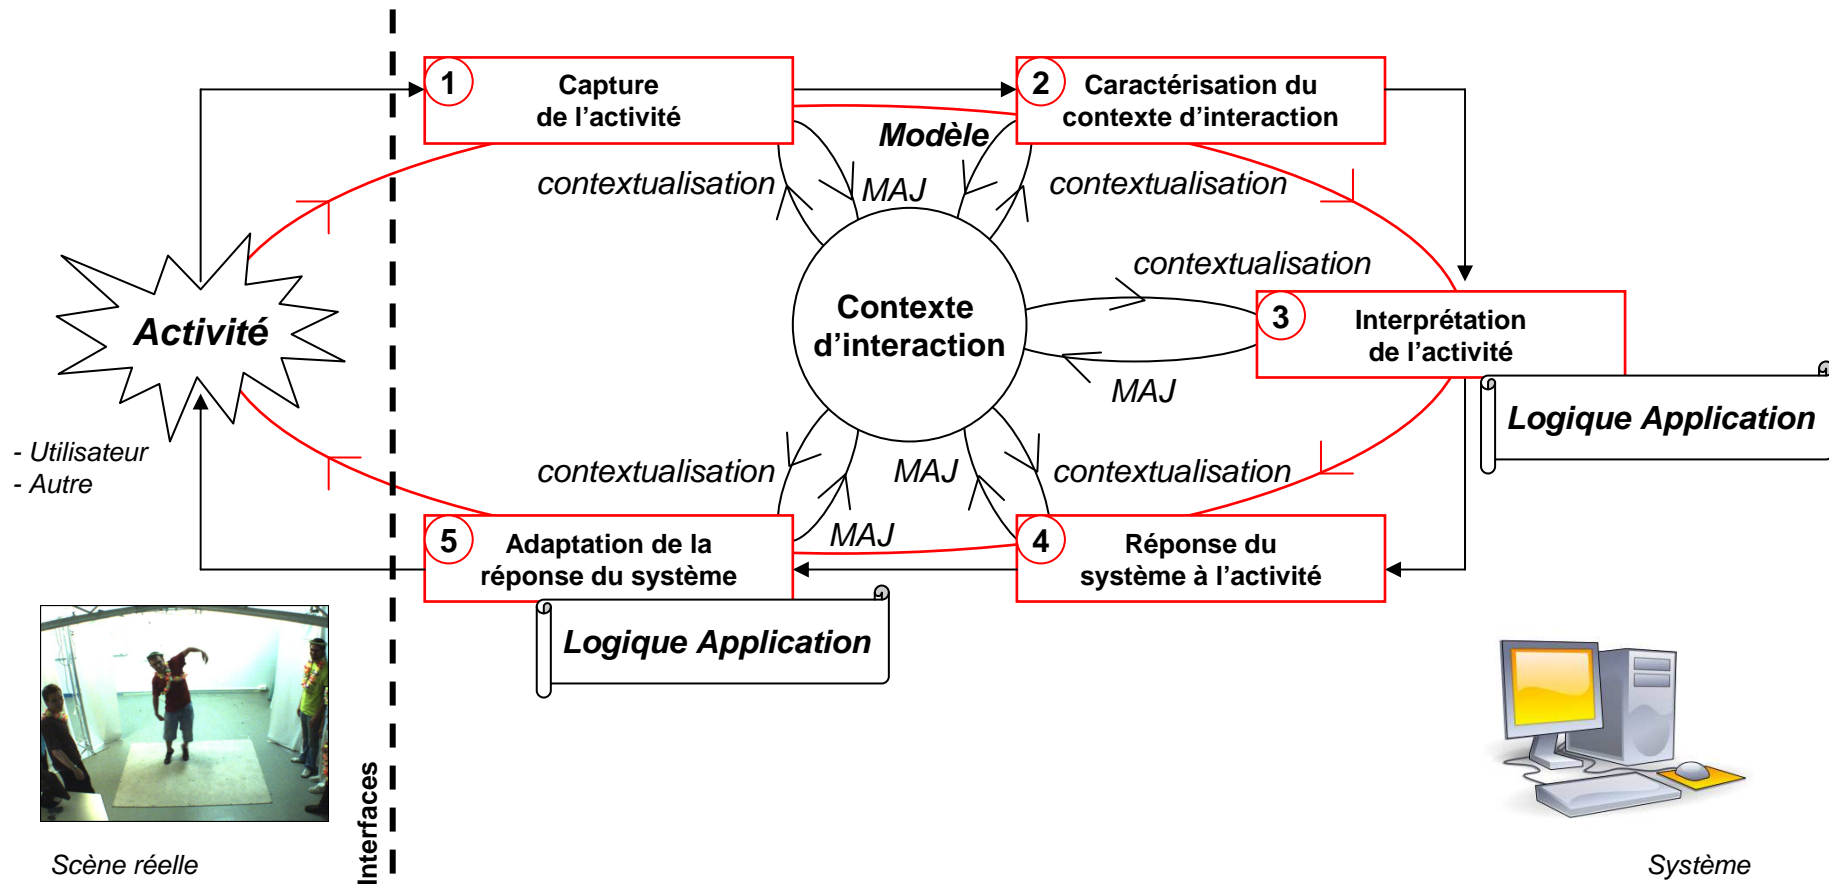 1
Capture
de l’activité
2
Caractérisation du
contexte d’interaction
Modèle
contextualisation
MAJ
contextualisation
contextualisation
Activité
Contexte
d’interaction
3
Interprétation
de l’activité
MAJ
Logique Application
- Utilisateur
- Autre
contextualisation
MAJ
contextualisation
MAJ
5
Adaptation de la
réponse du système
4
Réponse du
système à l’activité
Logique Application
Interfaces
Scène réelle
Système